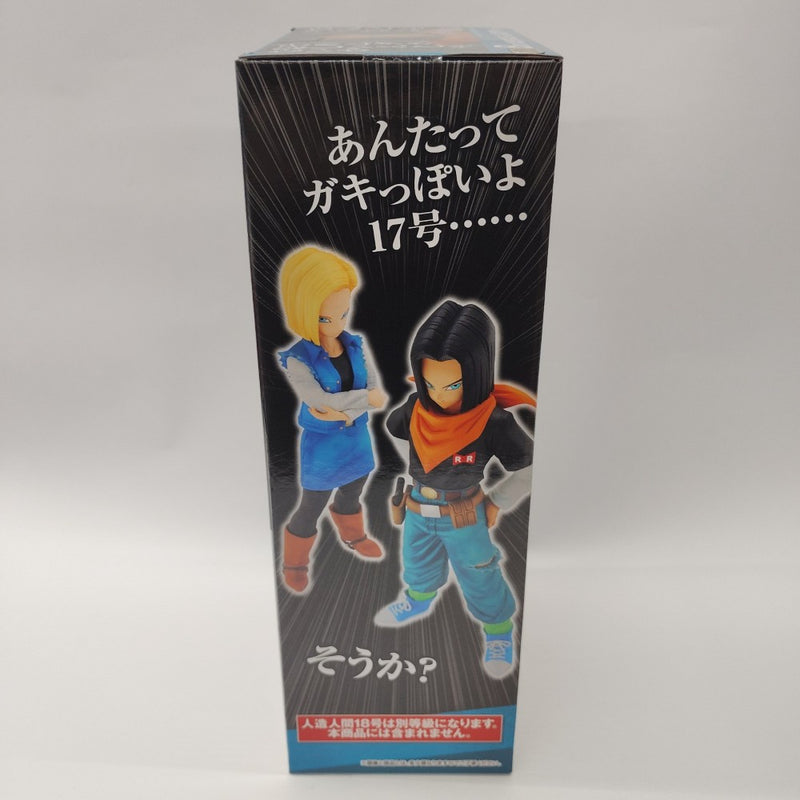 あんたって
ガキっぽいよ
17号……
RR
そうか?
人造人間18号は別等級になります。
本商品には含まれません。